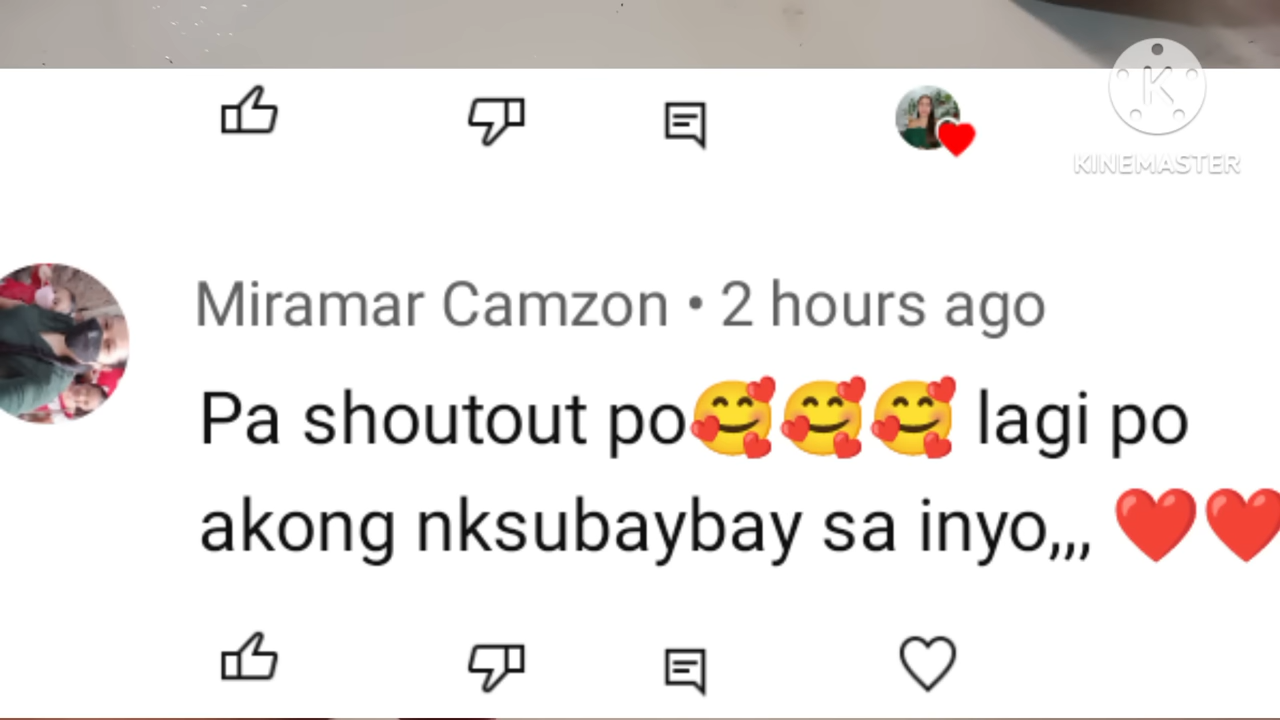 KINEMASTER
Miramar Camzon • 2 hours ago
Pa shoutout po🥰🥰🥰 lagi po
akong nksubaybay sa inyo,,, ❤️❤️